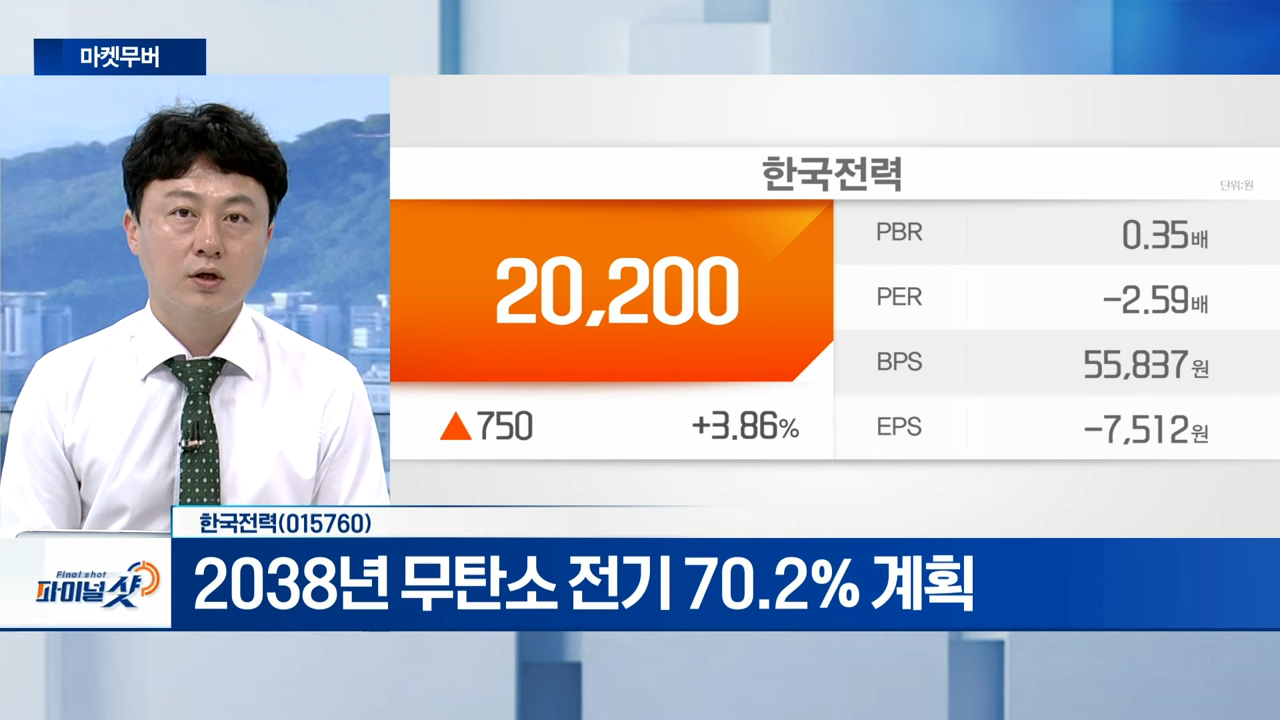 마켓무버
한국전력
단위:원
20,200
▲750 +3.86%
PBR 0.35배
PER -2.59배
BPS 55,837원
EPS -7,512원
한국전력(015760)
Final shot
파이널샷
2038년 무탄소 전기 70.2% 계획